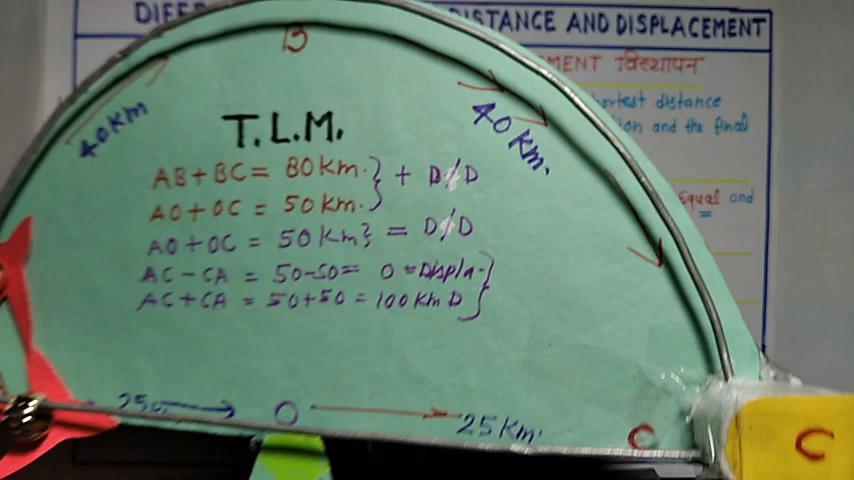 DISTANCE AND DISPLACEMENT
MENT विस्थापन
shortest distance
and the final
Equal and
B
40KM
40 Km.
T.L.M.
AB+BC = 80 Km. } + D/D
AO+OC = 50 Km.
AO+OC = 50 Km } = D/D
AC-CA = 50-50= 0 =Displa- }
AC+CA = 50+50 = 100 Km D
O
25 Km.
C
C